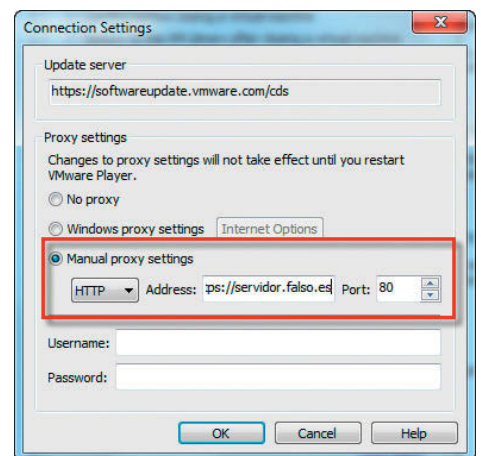 Connection Settings
Update server
https://softwareupdate.vmware.com/cds
Proxy settings
Changes to proxy settings will not take effect until you restart
VMware Player.
No proxy
Windows proxy settings Internet Options
Manual proxy settings
HTTP Address: ps://servidor.falso.es Port: 80
Username:
Password:
OK Cancel Help